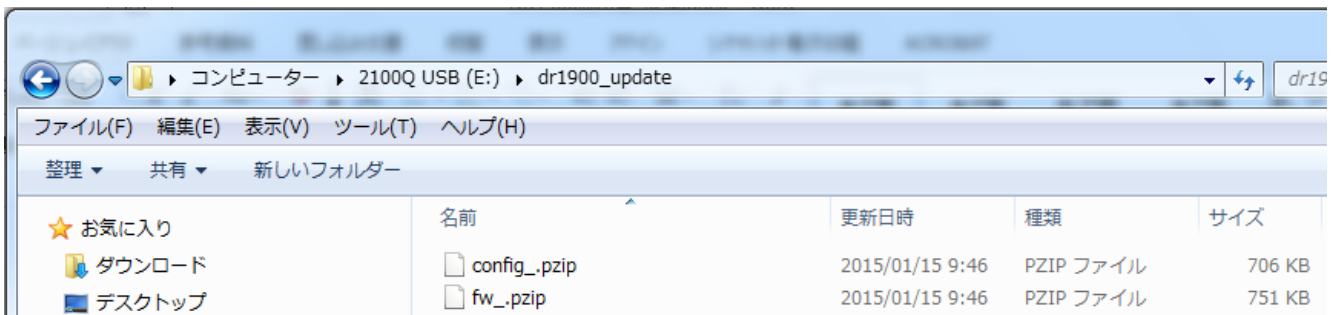 コンピューター ▸ 2100Q USB (E:) ▸ dr1900_update
dr19
ファイル(F) 編集(E) 表示(V) ツール(T) ヘルプ(H)
整理 共有 新しいフォルダー
お気に入り
ダウンロード
デスクトップ
名前 更新日時 種類 サイズ
config_.pzip 2015/01/15 9:46 PZIP ファイル 706 KB
fw_.pzip 2015/01/15 9:46 PZIP ファイル 751 KB